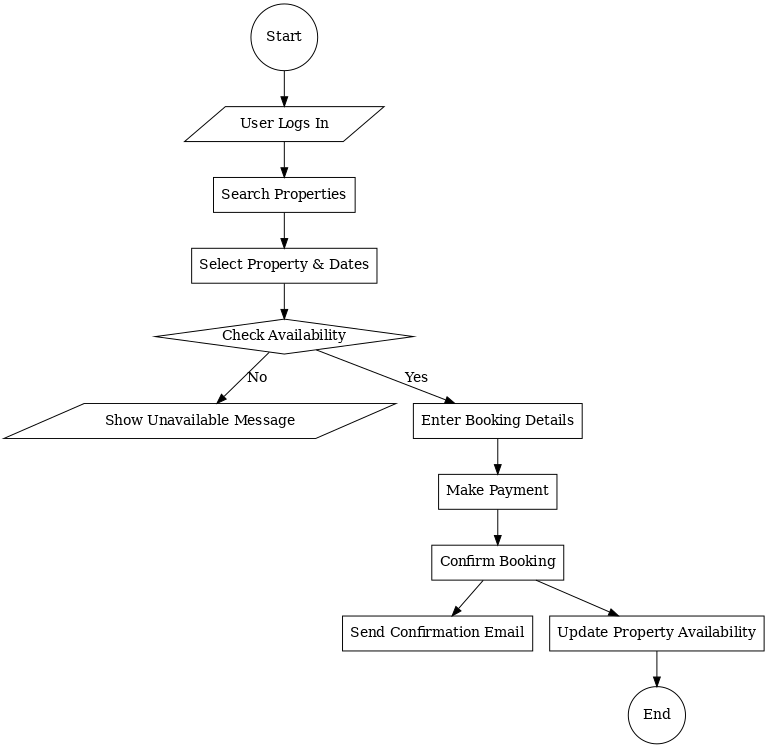 Start
User Logs In
Search Properties
Select Property & Dates
Check Availability
No
Yes
Show Unavailable Message
Enter Booking Details
Make Payment
Confirm Booking
Send Confirmation Email
Update Property Availability
End